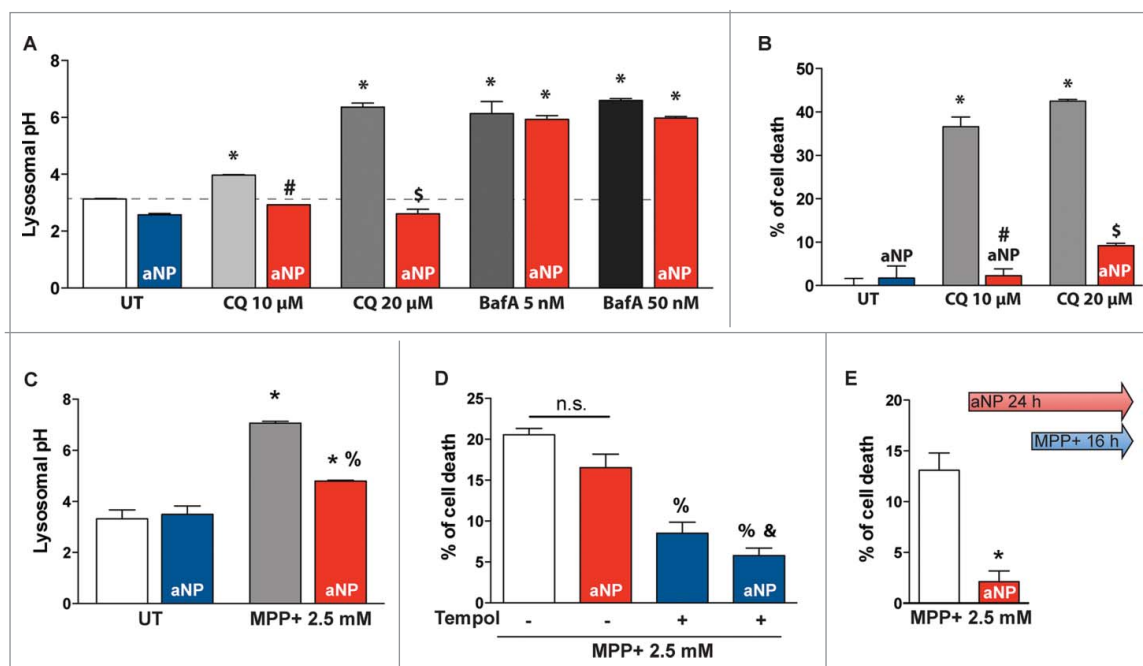 A
Lysosomal pH
8
6
4
2
0
* * * * * *
# $
aNP aNP aNP aNP aNP
UT CQ 10 µM CQ 20 µM BafA 5 nM BafA 50 nM
B
% of cell death
50
40
30
20
10
0
* *
aNP # aNP $ aNP
UT CQ 10 µM CQ 20 µM
C
Lysosomal pH
8
6
4
2
0
* * %
aNP aNP
UT MPP+ 2.5 mM
D
% of cell death
25
20
15
10
5
0
n.s.
% % &
aNP aNP
Tempol - - + +
MPP+ 2.5 mM
E
% of cell death
20
15
10
5
0
aNP 24 h
MPP+ 16 h
*
aNP
MPP+ 2.5 mM